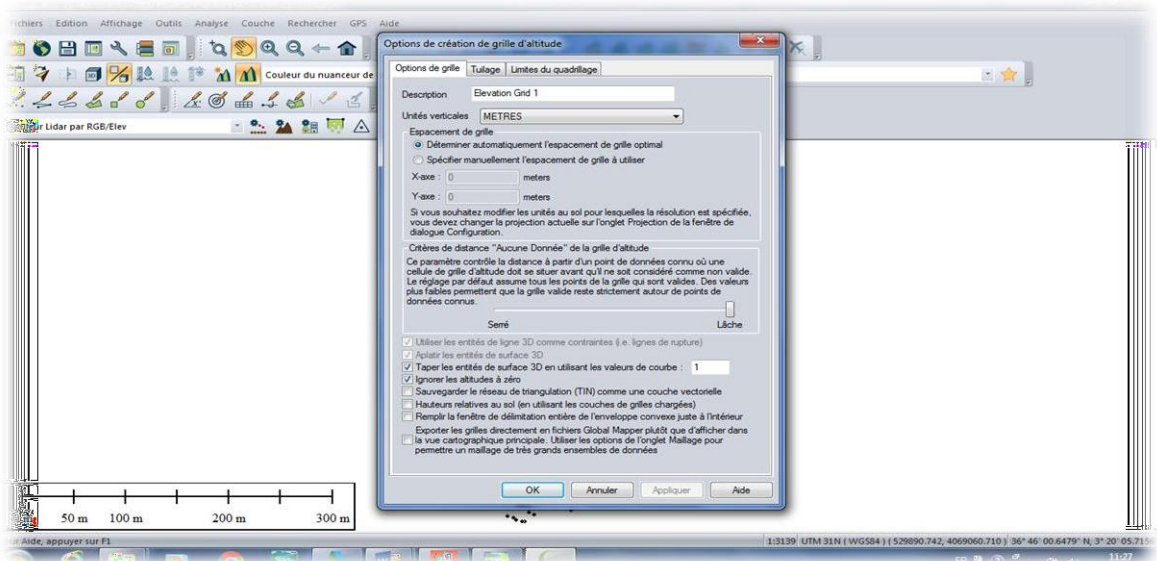 ichiers Edition Affichage Outils Analyse Couche Rechercher GPS Aide
Couleur du nuanceur de
Lidar par RGB/Elev
Options de création de grille d'altitude
Options de grille Tuilage Limites du quadrillage
Description Elevation Grid 1
Unités verticales METRES
Espacement de grille
Déterminer automatiquement l'espacement de grille optimal
Spécifier manuellement l'espacement de grille à utiliser
X-axe : 0 meters
Y-axe : 0 meters
Si vous souhaitez modifier les unités au sol pour lesquelles la résolution est spécifiée,
vous devez changer la projection actuelle sur l'onglet Projection de la fenêtre de
dialogue Configuration.
Critères de distance "Aucune Donnée" de la grille d'altitude
Ce paramètre contrôle la distance à partir d'un point de données connu où une
cellule de grille d'altitude doit se situer avant qu'il ne soit considéré comme non valide.
Le réglage par défaut assume tous les points de la grille qui sont valides. Des valeurs
plus faibles permettent que la grille valide reste strictement autour de points de
données connus.
Serré Lâche
Utiliser les entités de ligne 3D comme contraintes (i.e. lignes de rupture)
Aplatir les entités de surface 3D
Taper les entités de surface 3D en utilisant les valeurs de courbe : 1
Ignorer les altitudes à zéro
Sauvegarder le réseau de triangulation (TIN) comme une couche vectorielle
Hauteurs relatives au sol (en utilisant les couches de grilles chargées)
Remplir la fenêtre de délimitation entière de l'enveloppe convexe juste à l'intérieur
Exporter les grilles directement en fichiers Global Mapper plutôt que d'afficher dans
la vue cartographique principale. Utiliser les options de l'onglet Maillage pour
permettre un maillage de très grands ensembles de données
OK Annuler Appliquer Aide
50 m 100 m 200 m 300 m
r Aide, appuyer sur F1
1:3139 UTM 31N ( WGS84 ) ( 529890.742, 4069060.710 ) 36° 46' 00.6479" N, 3° 20' 05.715
11:27